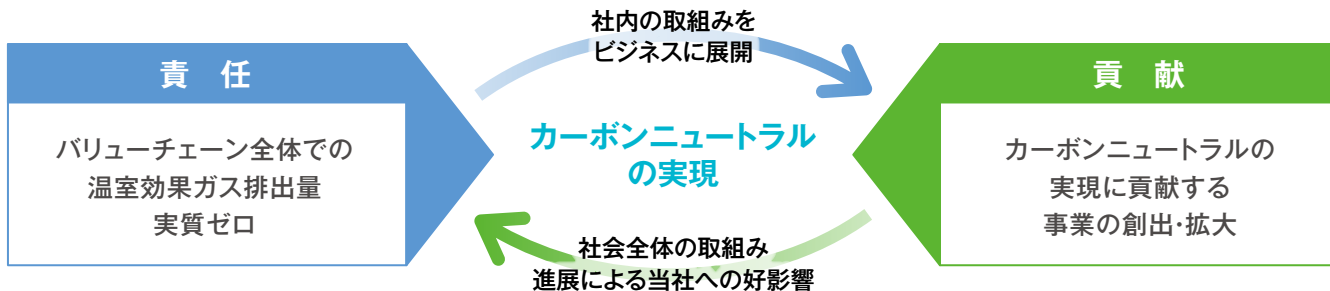 社内の取組みを
ビジネスに展開
責　任
バリューチェーン全体での
温室効果ガス排出量
実質ゼロ
カーボンニュートラル
の実現
貢　献
カーボンニュートラルの
実現に貢献する
事業の創出・拡大
社会全体の取組み
進展による当社への好影響